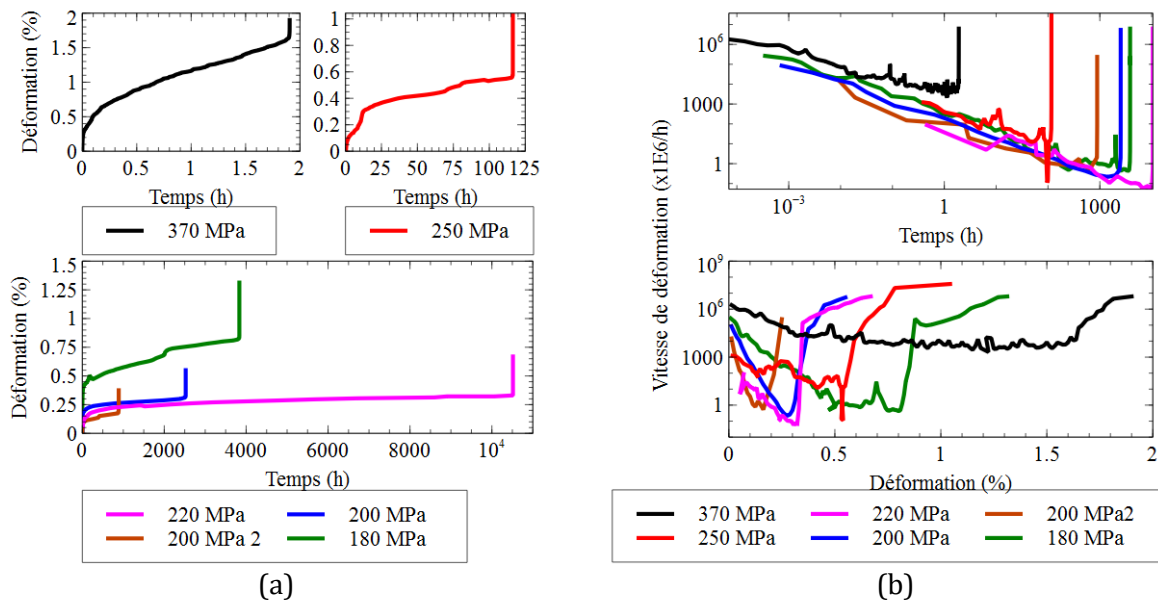 Déformation (%)
2
1.5
1
0.5
0
0 0.5 1 1.5 2
Temps (h)
370 MPa
1
0.8
0.6
0.4
0.2
0
0 25 50 75 100 125
Temps (h)
250 MPa
Déformation (%)
1.5
1.25
1
0.75
0.5
0.25
0
0 2000 4000 6000 8000 10⁴
Temps (h)
220 MPa 200 MPa
200 MPa 2 180 MPa
(a)
Vitesse de déformation (x1E6/h)
10⁶
1000
1
10⁻³ 1 1000
Temps (h)
10⁹
10⁶
1000
1
0 0.5 1 1.5 2
Déformation (%)
370 MPa 220 MPa 200 MPa2
250 MPa 200 MPa 180 MPa
(b)